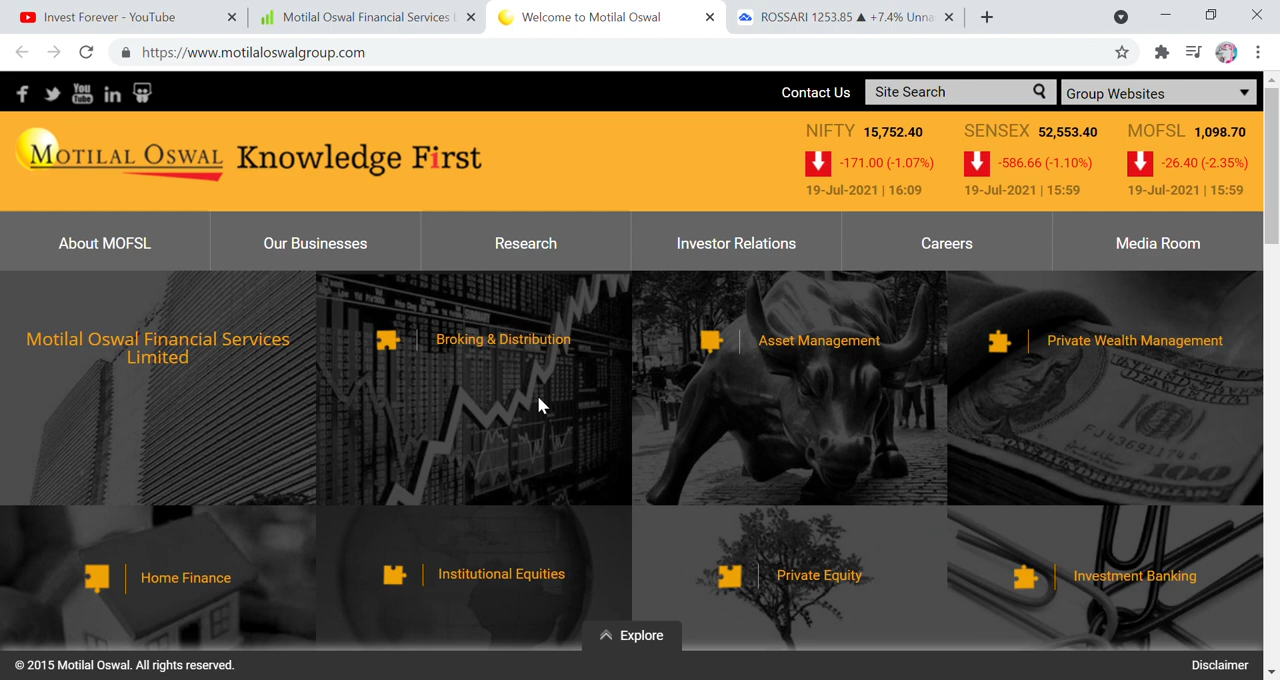 Invest Forever - YouTube
Motilal Oswal Financial Services L
Welcome to Motilal Oswal
ROSSARI 1253.85 ▲ +7.4% Unna
https://www.motilaloswalgroup.com
You
Tube
Contact Us
Site Search
Group Websites
MOTILAL OSWAL Knowledge First
NIFTY 15,752.40
-171.00 (-1.07%)
19-Jul-2021 | 16:09
SENSEX 52,553.40
-586.66 (-1.10%)
19-Jul-2021 | 15:59
MOFSL 1,098.70
-26.40 (-2.35%)
19-Jul-2021 | 15:59
About MOFSL
Our Businesses
Research
Investor Relations
Careers
Media Room
Motilal Oswal Financial Services
Limited
Broking & Distribution
Asset Management
Private Wealth Management
FJ43691174
100
Home Finance
Institutional Equities
Private Equity
Investment Banking
Explore
© 2015 Motilal Oswal. All rights reserved.
Disclaimer